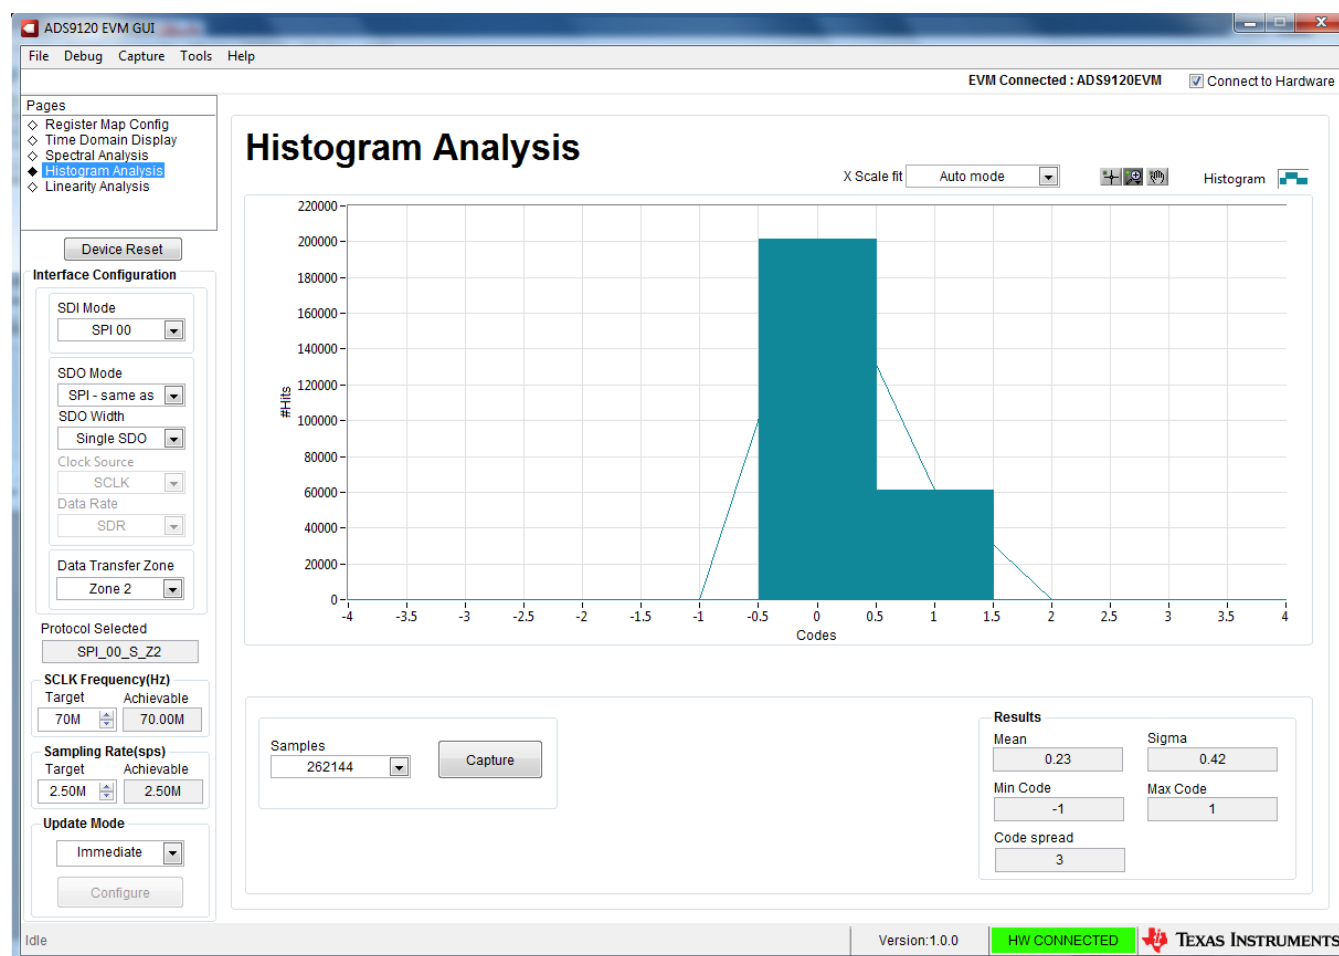 ADS9120 EVM GUI
File Debug Capture Tools Help
EVM Connected : ADS9120EVM Connect to Hardware
Pages
Register Map Config
Time Domain Display
Spectral Analysis
Histogram Analysis
Linearity Analysis
Device Reset
Interface Configuration
SDI Mode
SPI 00
SDO Mode
SPI - same as
SDO Width
Single SDO
Clock Source
SCLK
Data Rate
SDR
Data Transfer Zone
Zone 2
Protocol Selected
SPI_00_S_Z2
SCLK Frequency(Hz)
Target Achievable
70M 70.00M
Sampling Rate(sps)
Target Achievable
2.50M 2.50M
Update Mode
Immediate
Configure
Histogram Analysis
X Scale fit Auto mode Histogram
#Hits
220000
200000
180000
160000
140000
120000
100000
80000
60000
40000
20000
0
-4 -3.5 -3 -2.5 -2 -1.5 -1 -0.5 0 0.5 1 1.5 2 2.5 3 3.5 4
Codes
Samples
262144
Capture
Results
Mean Sigma
0.23 0.42
Min Code Max Code
-1 1
Code spread
3
Idle Version:1.0.0 HW CONNECTED TEXAS INSTRUMENTS